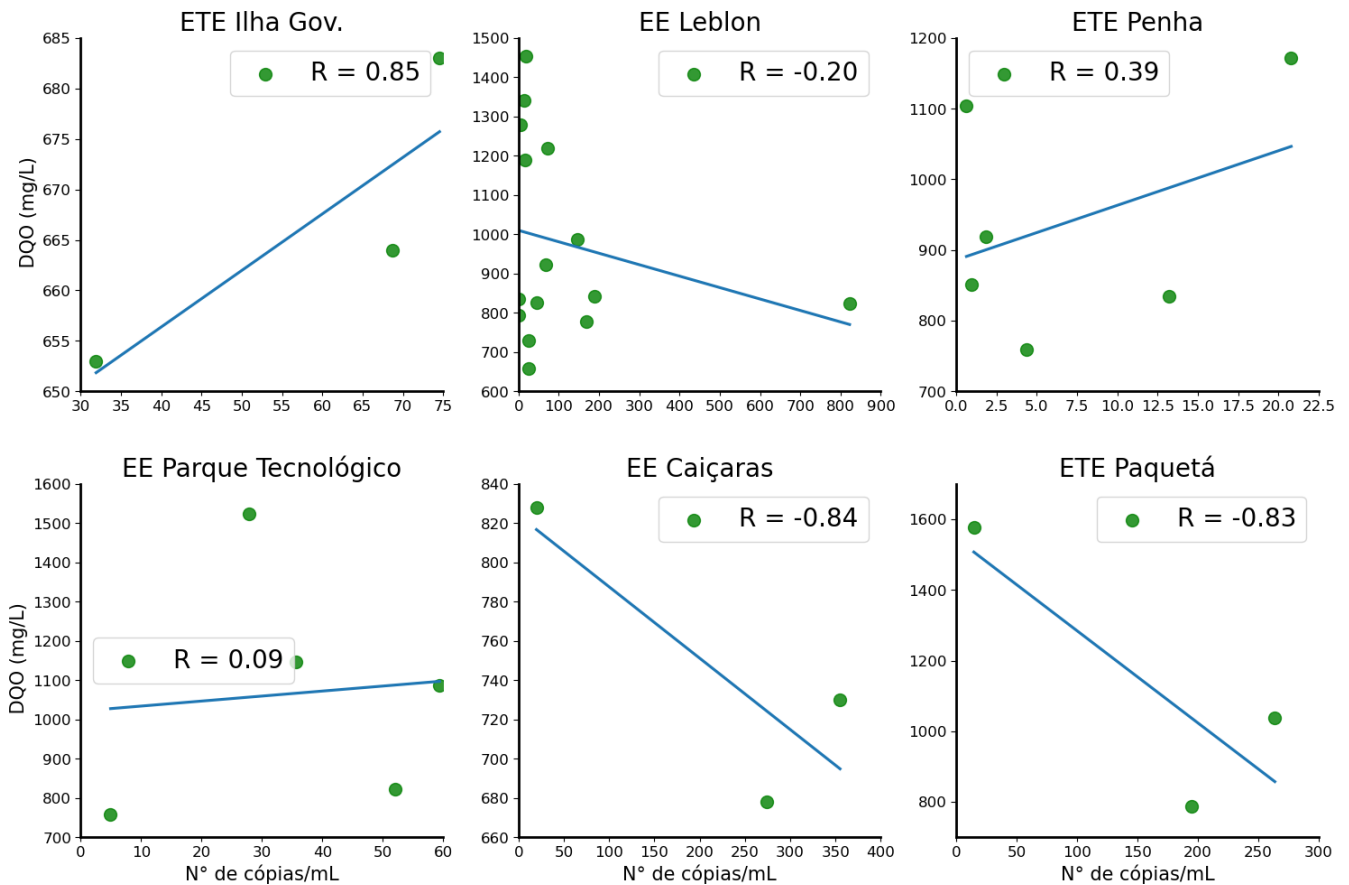 ETE Ilha Gov.
R = 0.85
DQO (mg/L)
685
680
675
670
665
660
655
650
30 35 40 45 50 55 60 65 70 75
EE Leblon
R = -0.20
1500
1400
1300
1200
1100
1000
900
800
700
600
0 100 200 300 400 500 600 700 800 900
ETE Penha
R = 0.39
1200
1100
1000
900
800
700
0.0 2.5 5.0 7.5 10.0 12.5 15.0 17.5 20.0 22.5
EE Parque Tecnológico
R = 0.09
DQO (mg/L)
1600
1500
1400
1300
1200
1100
1000
900
800
700
0 10 20 30 40 50 60
N° de cópias/mL
EE Caiçaras
R = -0.84
840
820
800
780
760
740
720
700
680
660
0 50 100 150 200 250 300 350 400
N° de cópias/mL
ETE Paquetá
R = -0.83
1600
1400
1200
1000
800
0 50 100 150 200 250 300
N° de cópias/mL